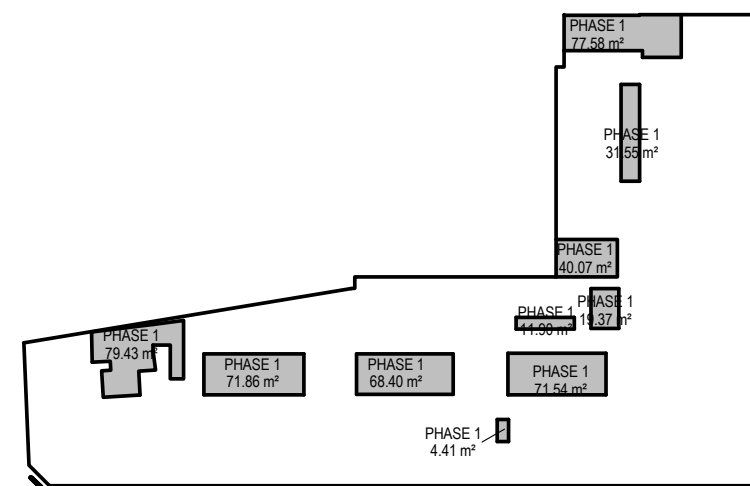 PHASE 1
77.58 m²
PHASE 1
31.55 m²
PHASE 1
40.07 m²
PHASE 1
19.37 m²
PHASE 1
11.90 m²
PHASE 1
79.43 m²
PHASE 1
71.86 m²
PHASE 1
68.40 m²
PHASE 1
71.54 m²
PHASE 1
4.41 m²